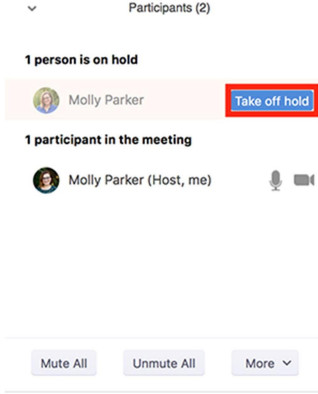 Participants (2)
1 person is on hold
Molly Parker
Take off hold
1 participant in the meeting
Molly Parker (Host, me)
Mute All
Unmute All
More